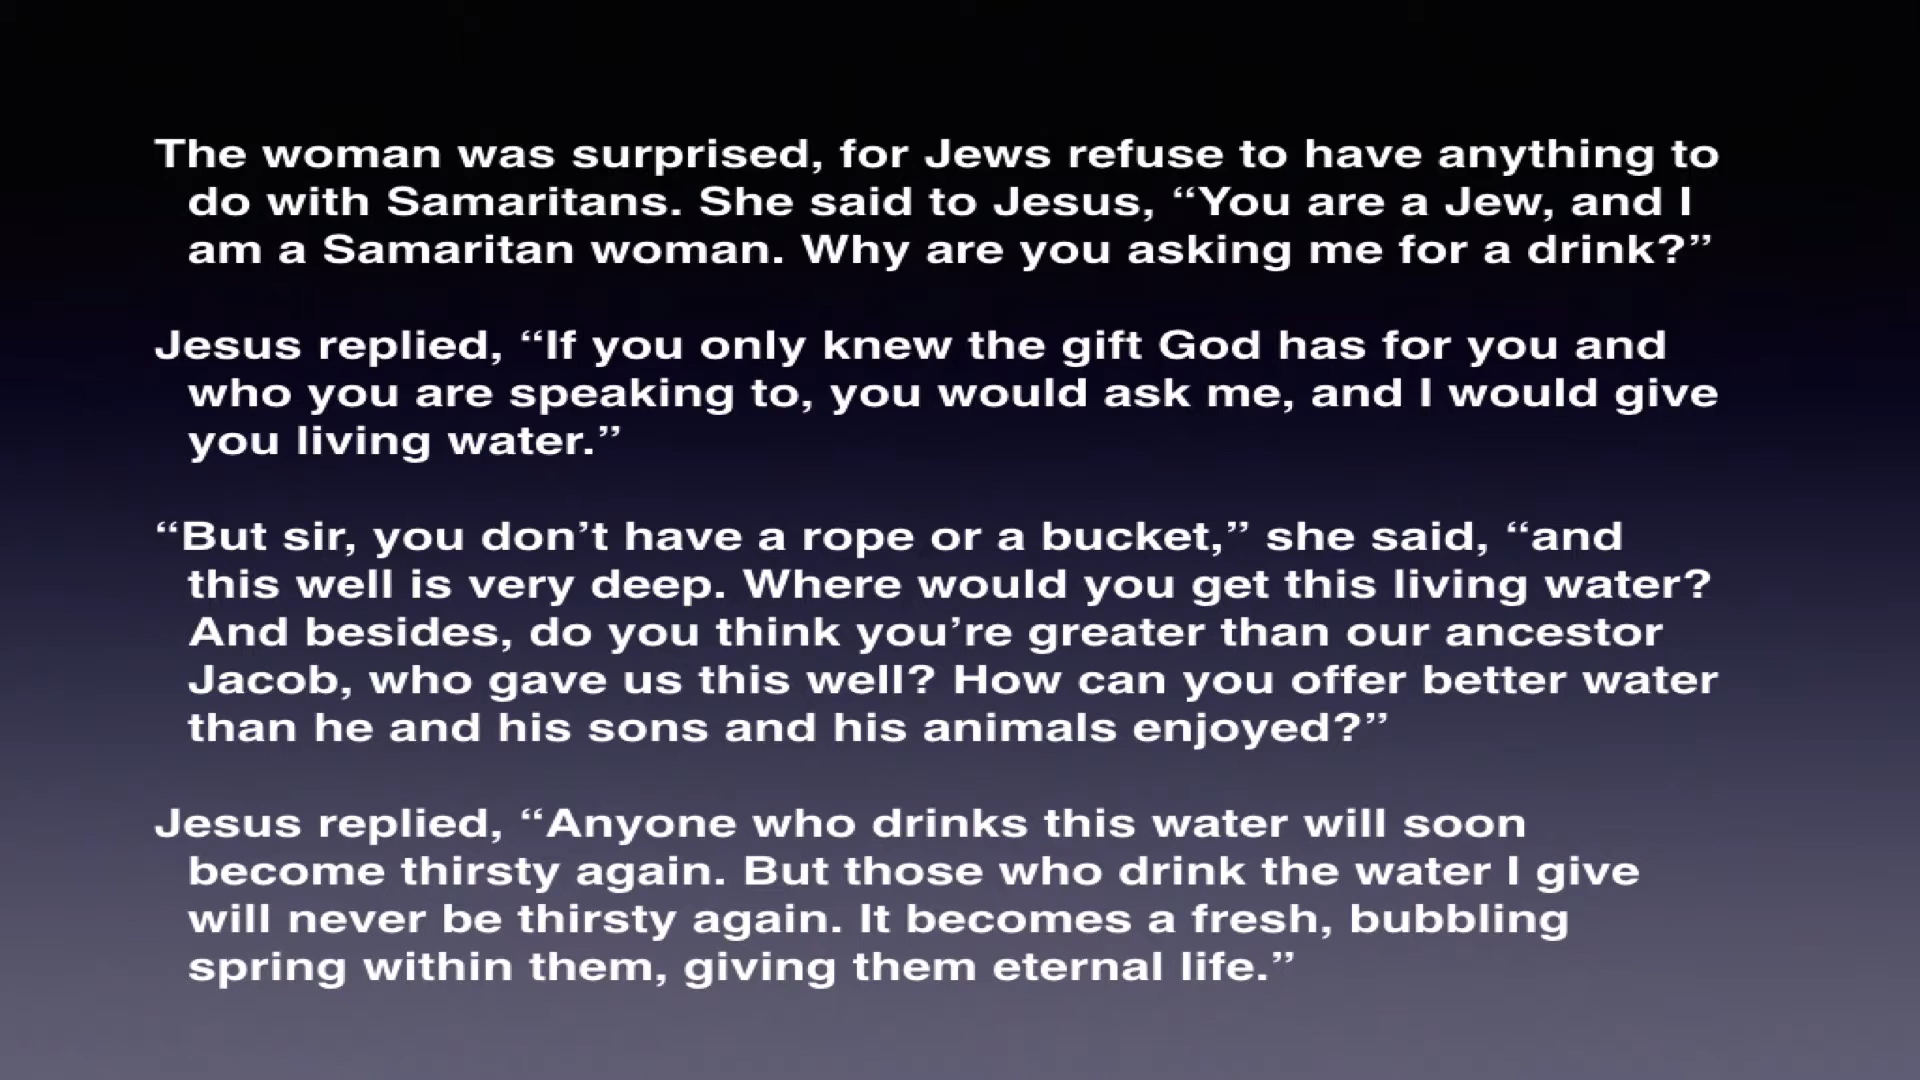 The woman was surprised, for Jews refuse to have anything to
do with Samaritans. She said to Jesus, “You are a Jew, and I
am a Samaritan woman. Why are you asking me for a drink?”
Jesus replied, “If you only knew the gift God has for you and
who you are speaking to, you would ask me, and I would give
you living water.”
“But sir, you don’t have a rope or a bucket,” she said, “and
this well is very deep. Where would you get this living water?
And besides, do you think you’re greater than our ancestor
Jacob, who gave us this well? How can you offer better water
than he and his sons and his animals enjoyed?”
Jesus replied, “Anyone who drinks this water will soon
become thirsty again. But those who drink the water I give
will never be thirsty again. It becomes a fresh, bubbling
spring within them, giving them eternal life.”